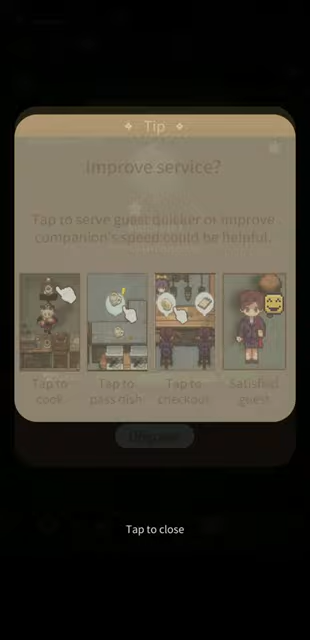 Tip
Improve service?
Tap to serve guest quicker or improve
companion's speed could be helpful.
Tap to
cook
Tap to
pass dish
Tap to
checkout
Satisfied
guest
Tap to close